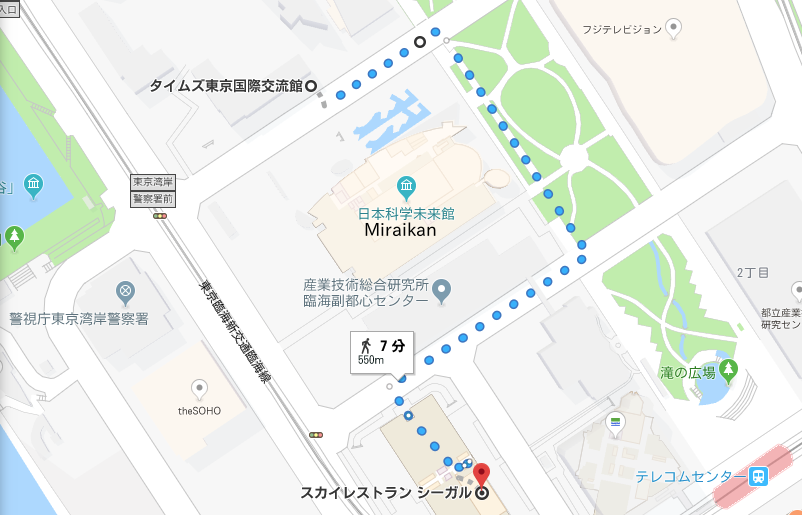 入口
フジテレビジョン
タイムズ東京国際交流館
東京湾岸
警察署前
谷」
日本科学未来館
Miraikan
2丁目
産業技術総合研究所
臨海副都心センター
東京臨海新交通臨海線
警視庁東京湾岸警察署
都立産業
研究セン
7 分
550m
滝の広場
theSOHO
テレコムセンター
スカイレストラン シーガル